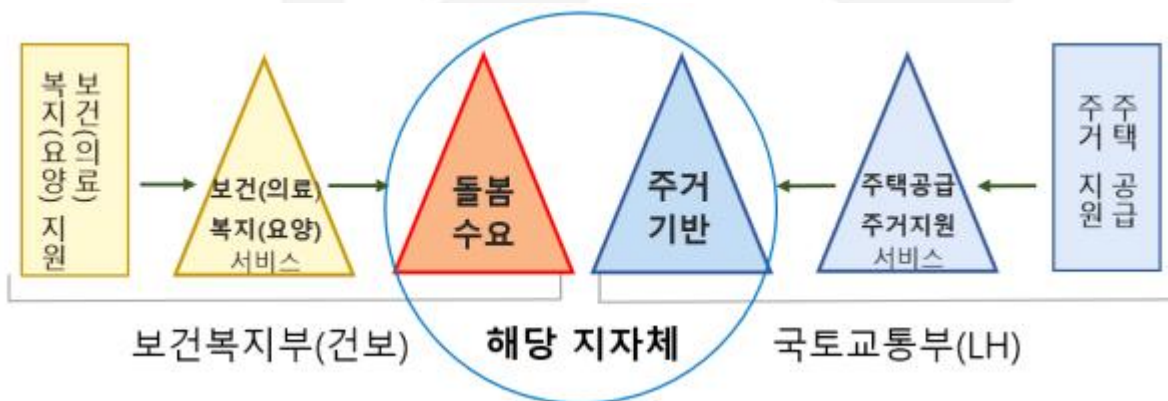 보건(의료)
복지(요양) 지원
보건(의료)
복지(요양)
서비스
돌봄
수요
주거
기반
주택공급
주거지원
서비스
주택 공급
주거 지원
보건복지부(건보)
해당 지자체
국토교통부(LH)